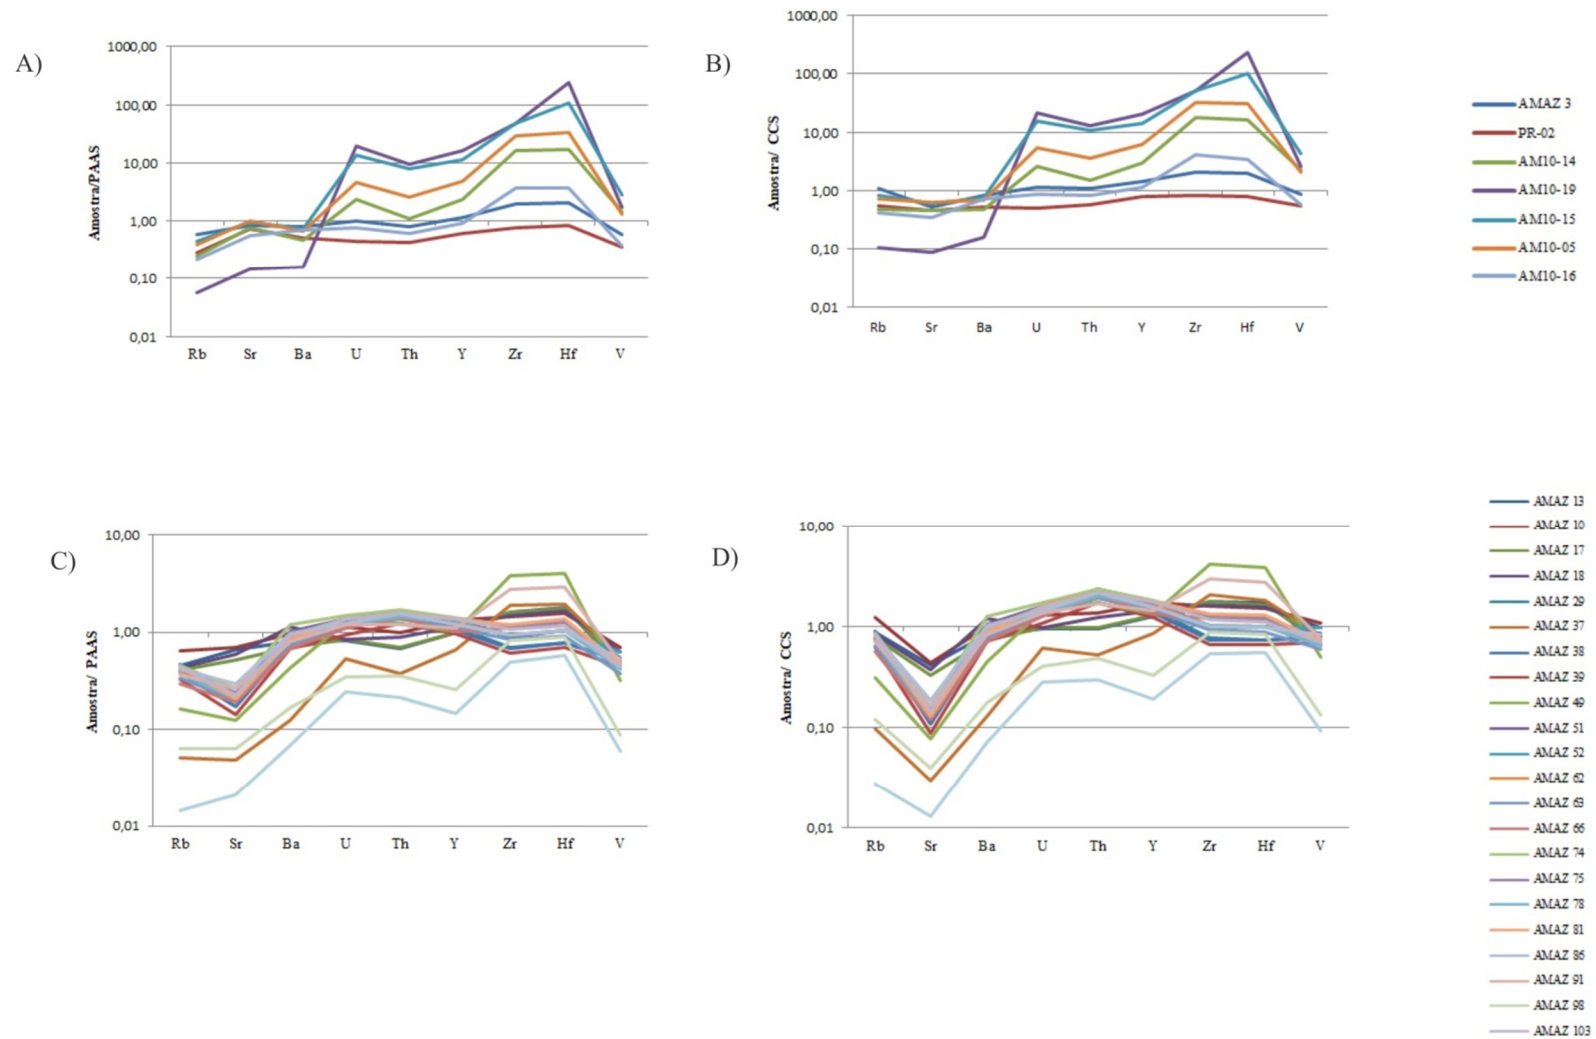 A)
Amostra/PAAS
1000,00
100,00
10,00
1,00
0,10
0,01
Rb Sr Ba U Th Y Zr Hf V
B)
Amostra/ CCS
1000,00
100,00
10,00
1,00
0,10
0,01
Rb Sr Ba U Th Y Zr Hf V
AMAZ 3
PR-02
AM10-14
AM10-19
AM10-15
AM10-05
AM10-16
C)
Amostra/ PAAS
10,00
1,00
0,10
0,01
Rb Sr Ba U Th Y Zr Hf V
D)
Amostra/ CCS
10,00
1,00
0,10
0,01
Rb Sr Ba U Th Y Zr Hf V
AMAZ 13
AMAZ 10
AMAZ 17
AMAZ 18
AMAZ 29
AMAZ 37
AMAZ 38
AMAZ 39
AMAZ 49
AMAZ 51
AMAZ 52
AMAZ 62
AMAZ 63
AMAZ 66
AMAZ 74
AMAZ 75
AMAZ 78
AMAZ 81
AMAZ 86
AMAZ 91
AMAZ 98
AMAZ 103